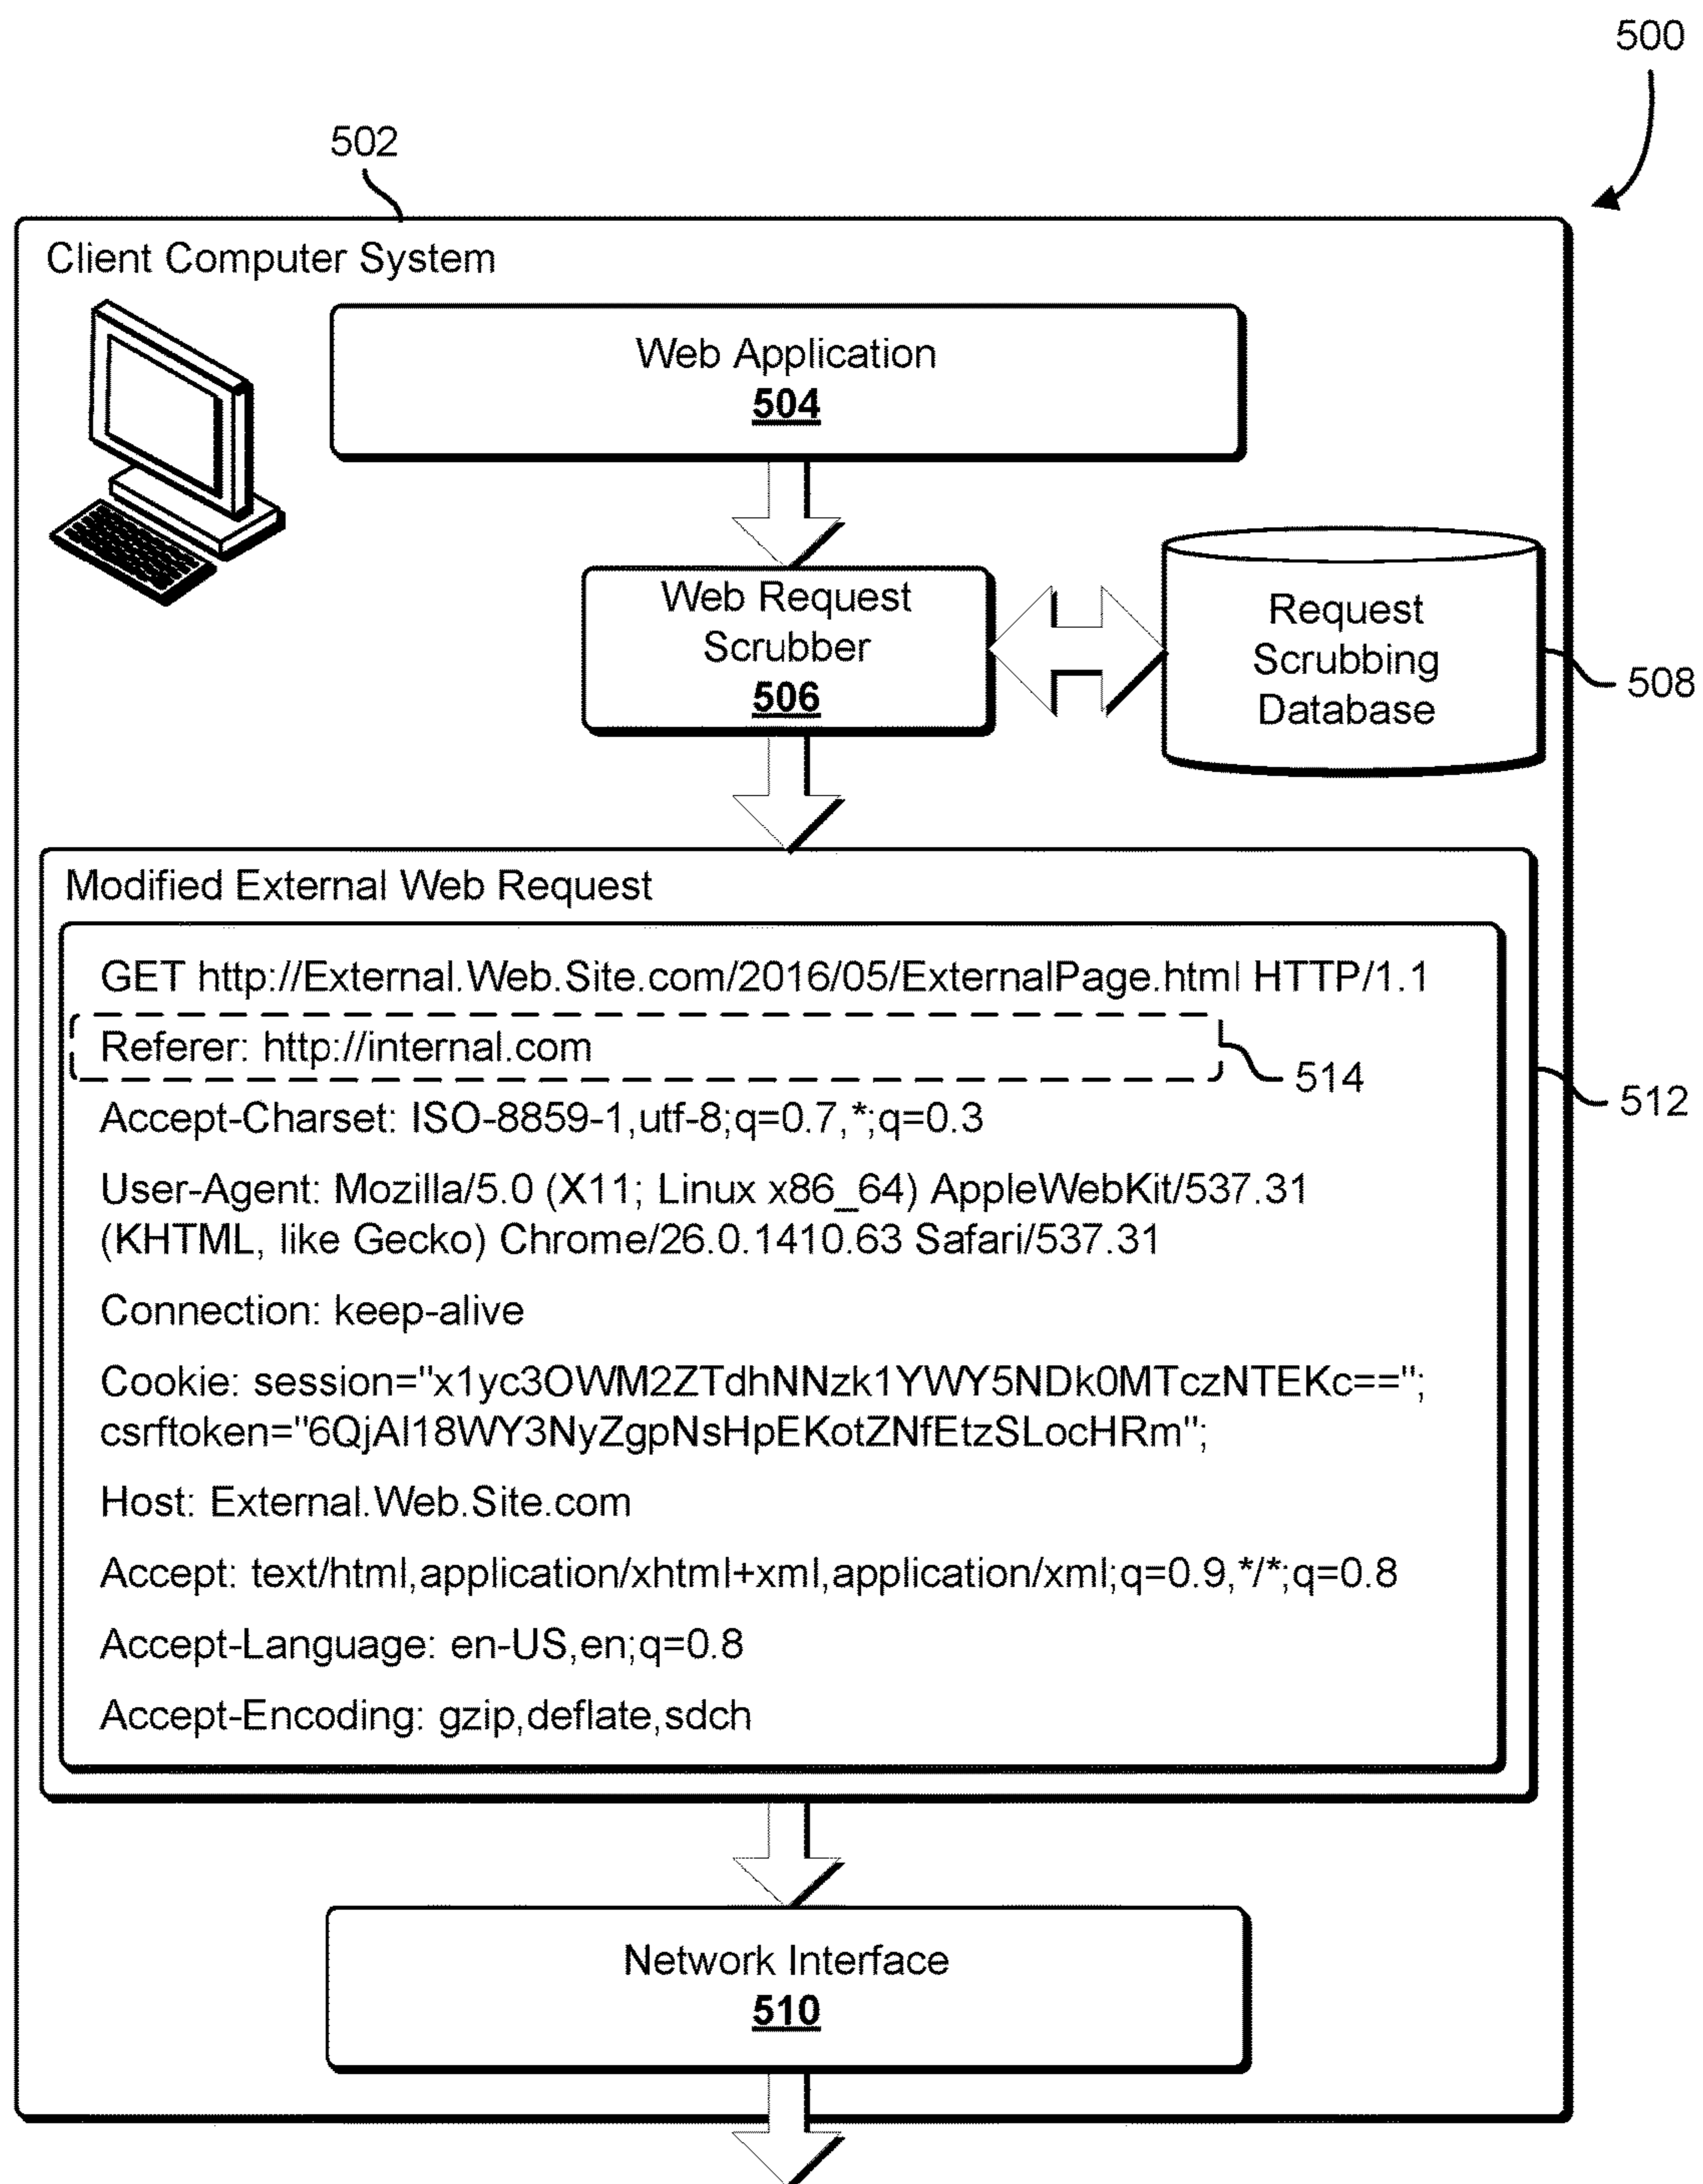 500
502
Client Computer System
Web Application
504
Web Request
Scrubber
506
Request
Scrubbing
Database
508
Modified External Web Request
GET http://External.Web.Site.com/2016/05/ExternalPage.html HTTP/1.1
Referer: http://internal.com
514
512
Accept-Charset: ISO-8859-1,utf-8;q=0.7,*;q=0.3
User-Agent: Mozilla/5.0 (X11; Linux x86_64) AppleWebKit/537.31
(KHTML, like Gecko) Chrome/26.0.1410.63 Safari/537.31
Connection: keep-alive
Cookie: session="x1yc3OWM2ZTdhNNzk1YWY5NDk0MTczNTEKc==";
csrftoken="6QjAl18WY3NyZgpNsHpEKotZNfEtzSLocHRm";
Host: External.Web.Site.com
Accept: text/html,application/xhtml+xml,application/xml;q=0.9,*/*;q=0.8
Accept-Language: en-US,en;q=0.8
Accept-Encoding: gzip,deflate,sdch
Network Interface
510